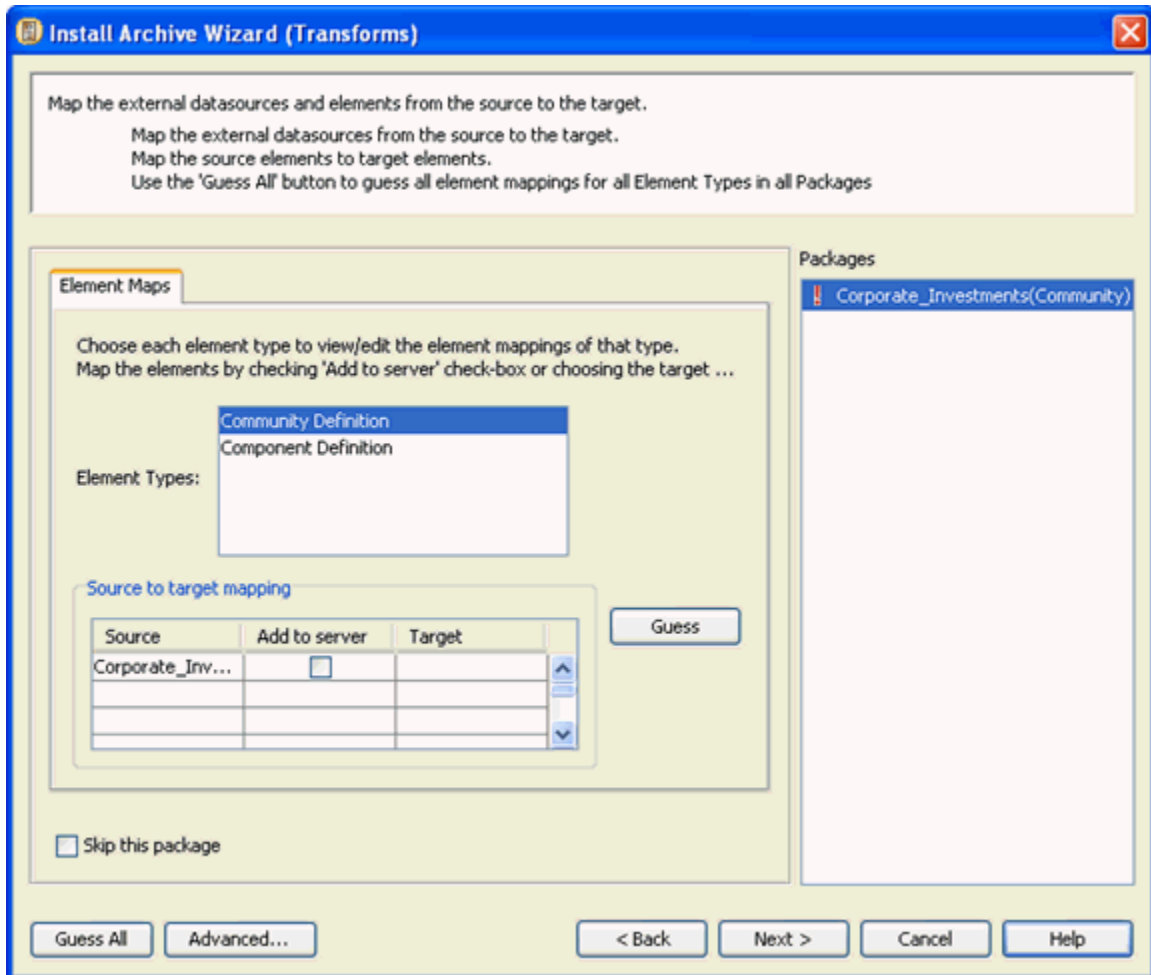 Install Archive Wizard (Transforms)
Map the external datasources and elements from the source to the target.
Map the external datasources from the source to the target.
Map the source elements to target elements.
Use the 'Guess All' button to guess all element mappings for all Element Types in all Packages
Element Maps
Choose each element type to view/edit the element mappings of that type.
Map the elements by checking 'Add to server' check-box or choosing the target ...
Element Types:
Community Definition
Component Definition
Source to target mapping
Source Add to server Target
Corporate_Inv...
Guess
Skip this package
Packages
! Corporate_Investments(Community)
Guess All Advanced... < Back Next > Cancel Help